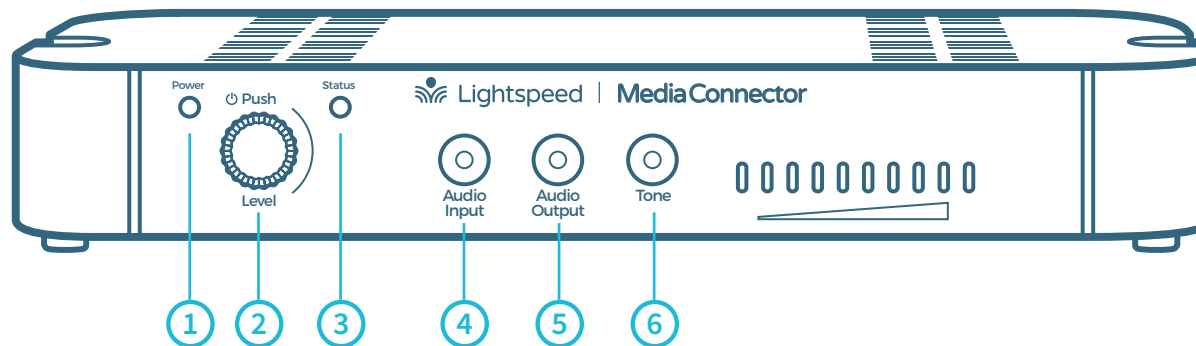 Power
Push
Status
Lightspeed | MediaConnector
Level
Audio
Input
Audio
Output
Tone
1 2 3 4 5 6